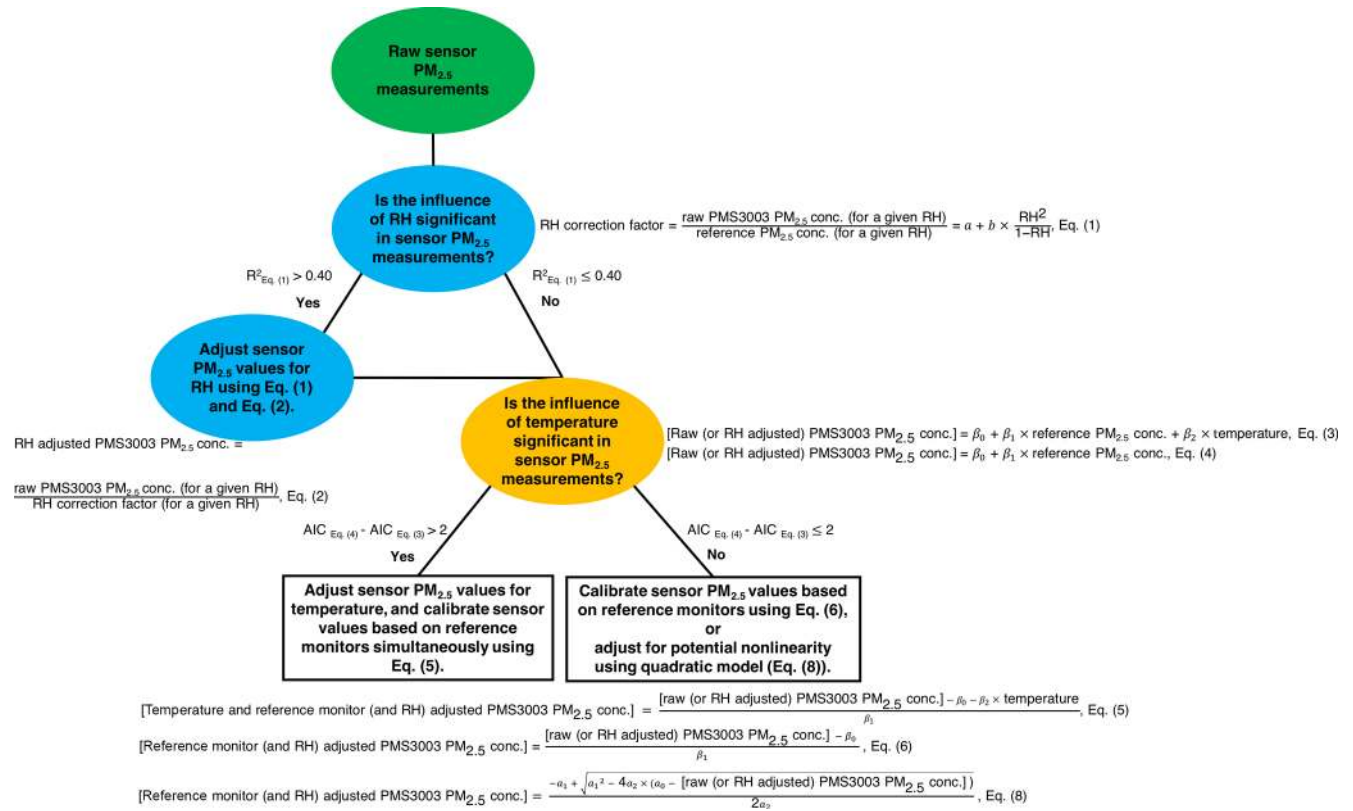 Raw sensor
PM2.5
measurements
Is the influence
of RH significant
in sensor PM2.5
measurements?
RH correction factor = raw PMS3003 PM2.5 conc. (for a given RH) / reference PM2.5 conc. (for a given RH) = a + b × RH² / 1−RH, Eq. (1)
R²Eq. (1) > 0.40
Yes
R²Eq. (1) ≤ 0.40
No
Adjust sensor
PM2.5 values for
RH using Eq. (1)
and Eq. (2).
RH adjusted PMS3003 PM2.5 conc. =
raw PMS3003 PM2.5 conc. (for a given RH) / RH correction factor (for a given RH), Eq. (2)
Is the influence
of temperature
significant in
sensor PM2.5
measurements?
[Raw (or RH adjusted) PMS3003 PM2.5 conc.] = β0 + β1 × reference PM2.5 conc. + β2 × temperature, Eq. (3)
[Raw (or RH adjusted) PMS3003 PM2.5 conc.] = β0 + β1 × reference PM2.5 conc., Eq. (4)
AIC Eq. (4) - AIC Eq. (3) > 2
Yes
AIC Eq. (4) - AIC Eq. (3) ≤ 2
No
Adjust sensor PM2.5 values for
temperature, and calibrate sensor
values based on reference
monitors simultaneously using
Eq. (5).
Calibrate sensor PM2.5 values based
on reference monitors using Eq. (6),
or
adjust for potential nonlinearity
using quadratic model (Eq. (8)).
[Temperature and reference monitor (and RH) adjusted PMS3003 PM2.5 conc.] = [raw (or RH adjusted) PMS3003 PM2.5 conc.] − β0 − β2 × temperature / β1, Eq. (5)
[Reference monitor (and RH) adjusted PMS3003 PM2.5 conc.] = [raw (or RH adjusted) PMS3003 PM2.5 conc.] − β0 / β1, Eq. (6)
[Reference monitor (and RH) adjusted PMS3003 PM2.5 conc.] = −a1 + √a1² − 4a2 × (a0 − [raw (or RH adjusted) PMS3003 PM2.5 conc.]) / 2a2, Eq. (8)